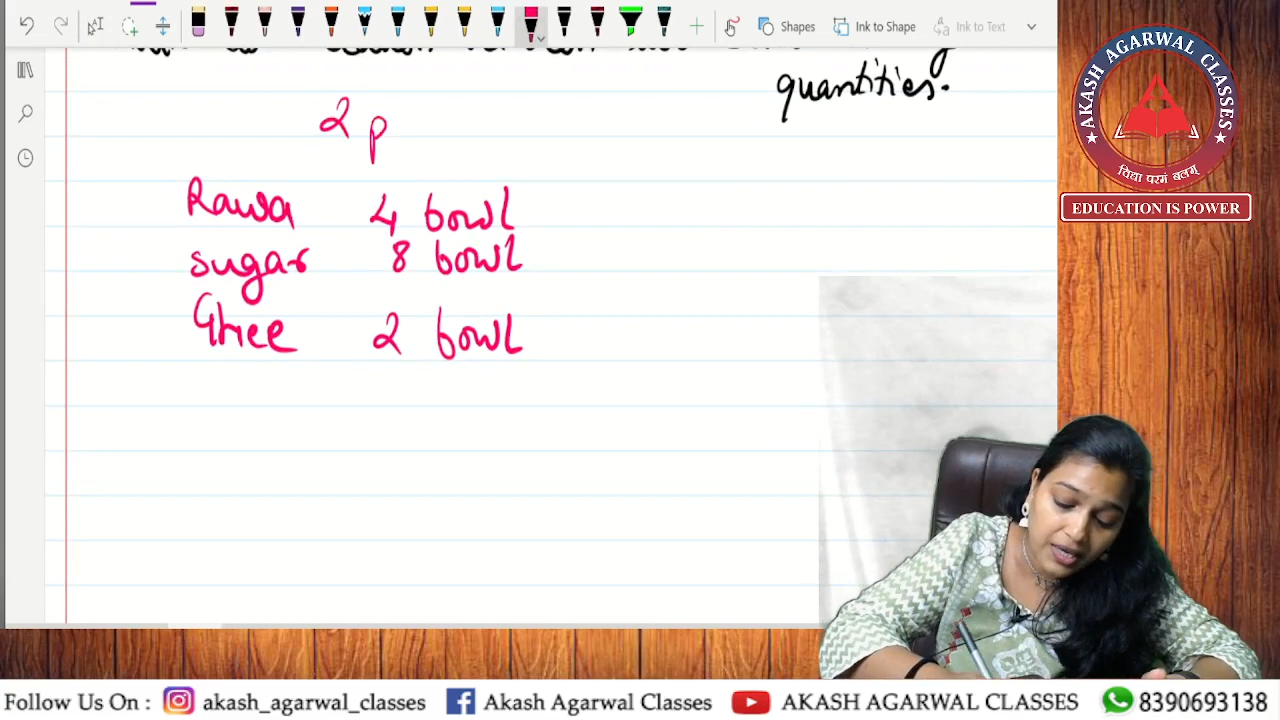 Shapes
Ink to Shape
Ink to Text
quantities.
2 p
Rawa 4 bowl
sugar 8 bowl
Ghee 2 bowl
AKASH AGARWAL CLASSES
विद्या परमं बलम्
EDUCATION IS POWER
Follow Us On : akash_agarwal_classes Akash Agarwal Classes AKASH AGARWAL CLASSES 8390693138